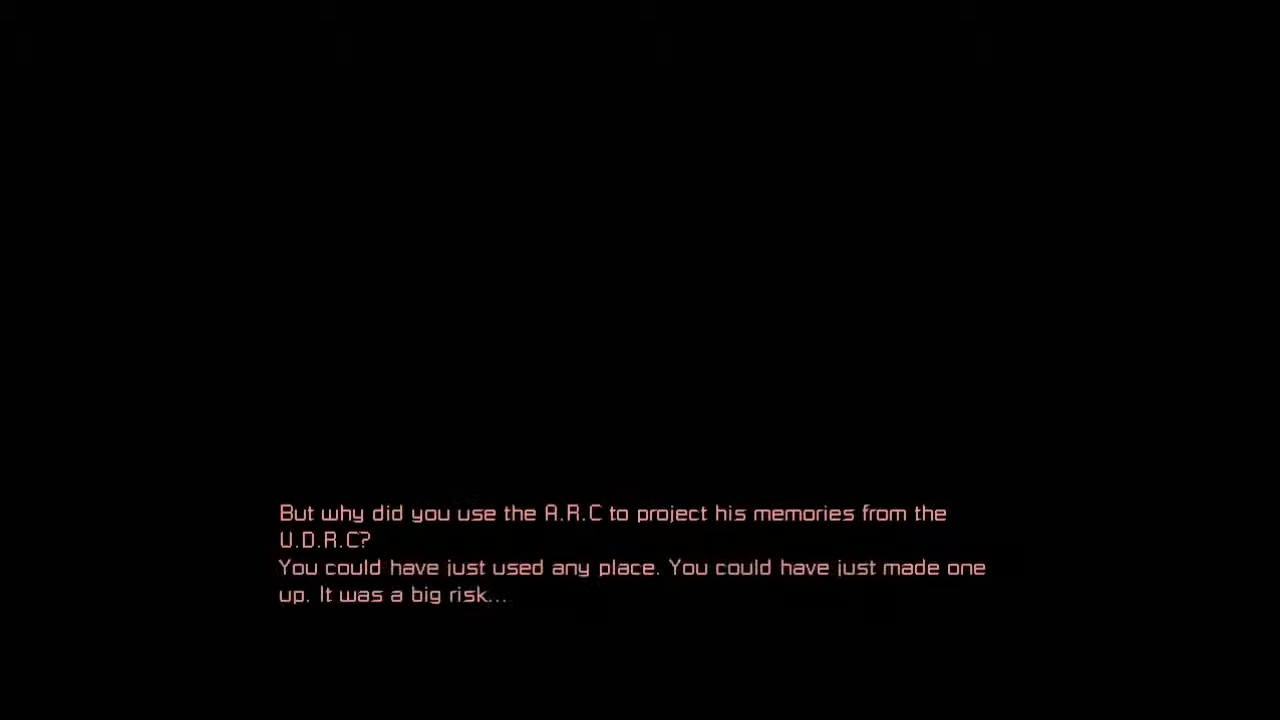 But why did you use the A.R.C to project his memories from the
U.D.R.C?
You could have just used any place. You could have just made one
up. It was a big risk...